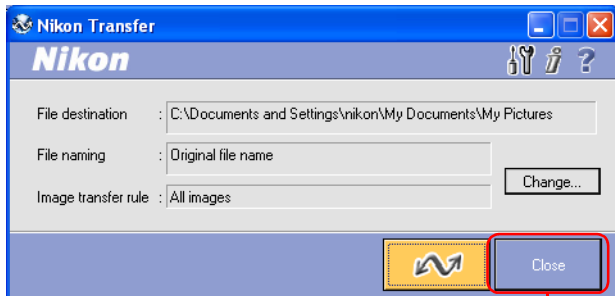 Nikon Transfer
Nikon
File destination : C:\Documents and Settings\nikon\My Documents\My Pictures
File naming : Original file name
Change...
Image transfer rule : All images
Close